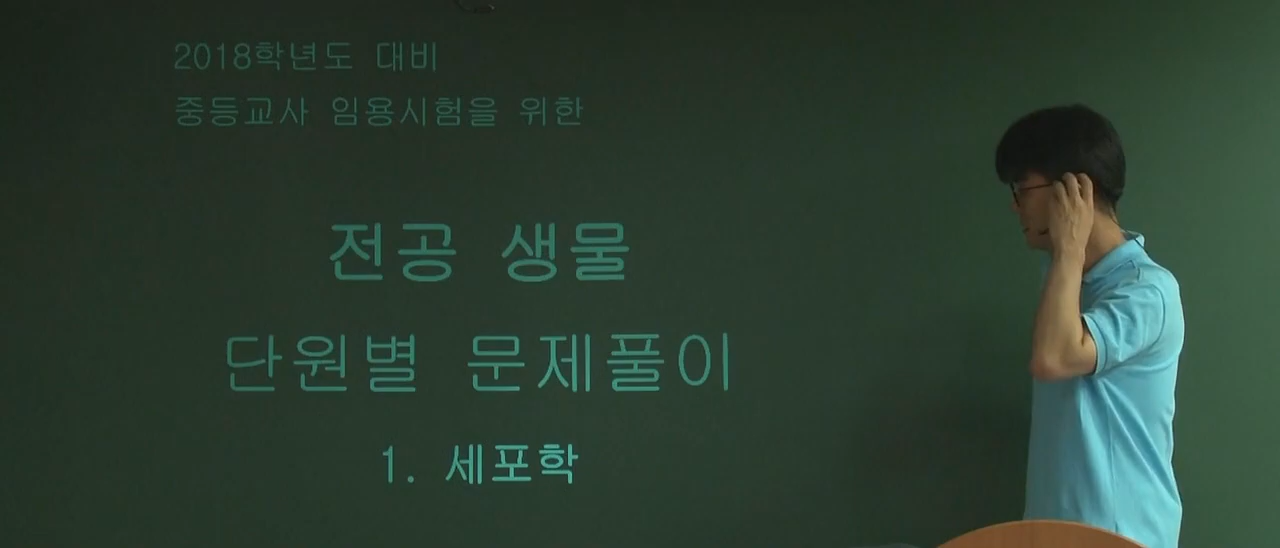 2018학년도 대비
중등교사 임용시험을 위한
전공 생물
단원별 문제풀이
1. 세포학